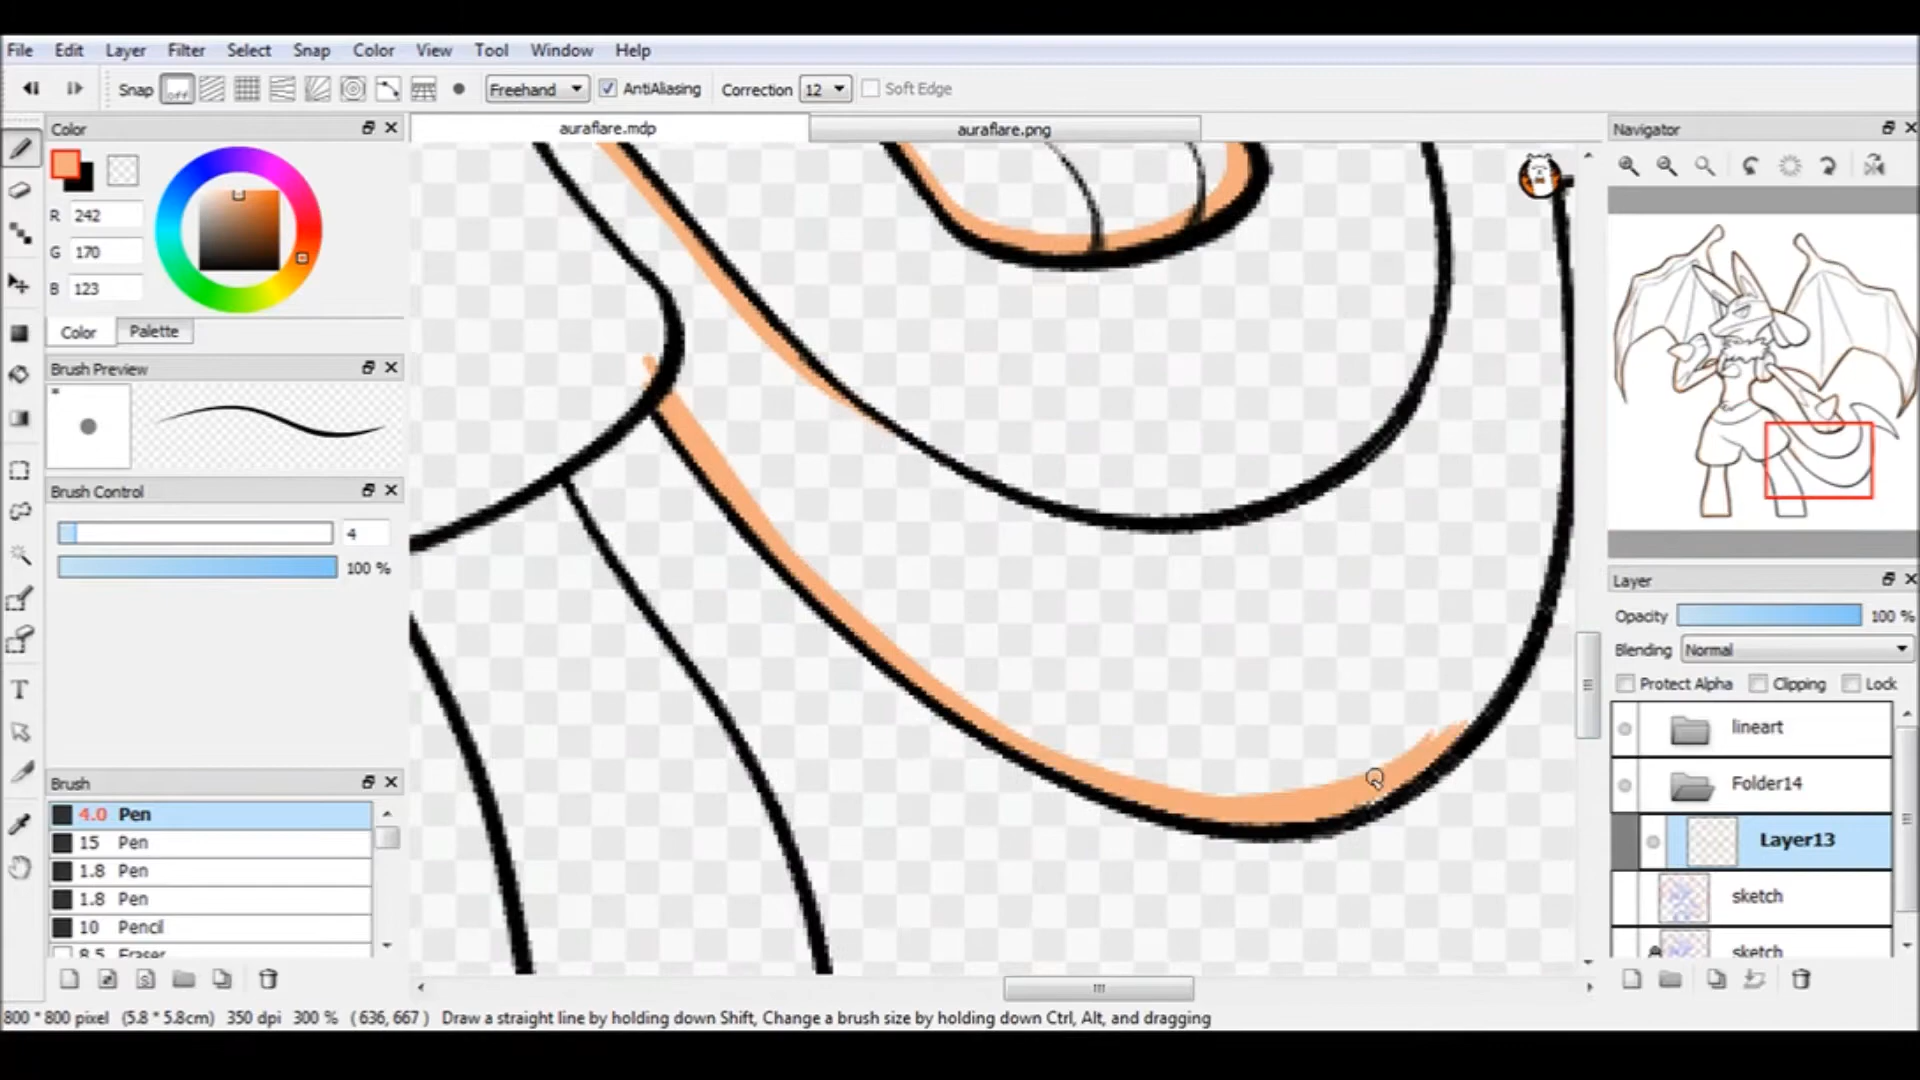 File Edit Layer Filter Select Snap Color View Tool Window Help
Snap off Freehand AntiAliasing Correction 12 Soft Edge
Color
auraflare.mdp
auraflare.png
Navigator
R 242
G 170
B 123
Color Palette
Brush Preview
Brush Control
4
100 %
Brush
4.0 Pen
15 Pen
1.8 Pen
1.8 Pen
10 Pencil
8.5 Eraser
Layer
Opacity 100 %
Blending Normal
Protect Alpha Clipping Lock
lineart
Folder14
Layer13
sketch
sketch
800 * 800 pixel (5.8 * 5.8cm) 350 dpi 300 % ( 636, 667 ) Draw a straight line by holding down Shift, Change a brush size by holding down Ctrl, Alt, and dragging